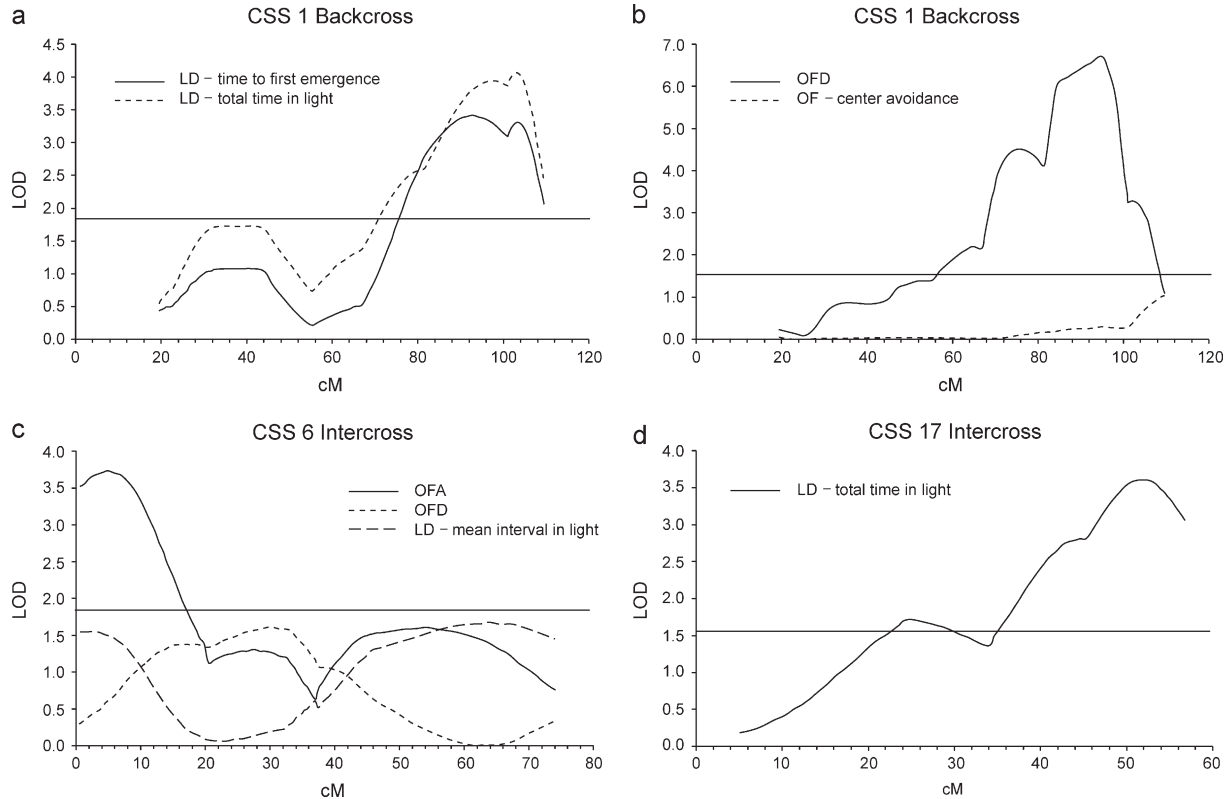 a
CSS 1 Backcross
4.5
4.0
3.5
3.0
2.5
2.0
1.5
1.0
0.5
0.0
LOD
LD – time to first emergence
LD – total time in light
0 20 40 60 80 100 120
cM
b
CSS 1 Backcross
7.0
6.0
5.0
4.0
3.0
2.0
1.0
0.0
LOD
OFD
OF – center avoidance
0 20 40 60 80 100 120
cM
c
CSS 6 Intercross
4.0
3.5
3.0
2.5
2.0
1.5
1.0
0.5
0.0
LOD
OFA
OFD
LD – mean interval in light
0 10 20 30 40 50 60 70 80
cM
d
CSS 17 Intercross
4.0
3.5
3.0
2.5
2.0
1.5
1.0
0.5
0.0
LOD
LD – total time in light
0 10 20 30 40 50 60
cM